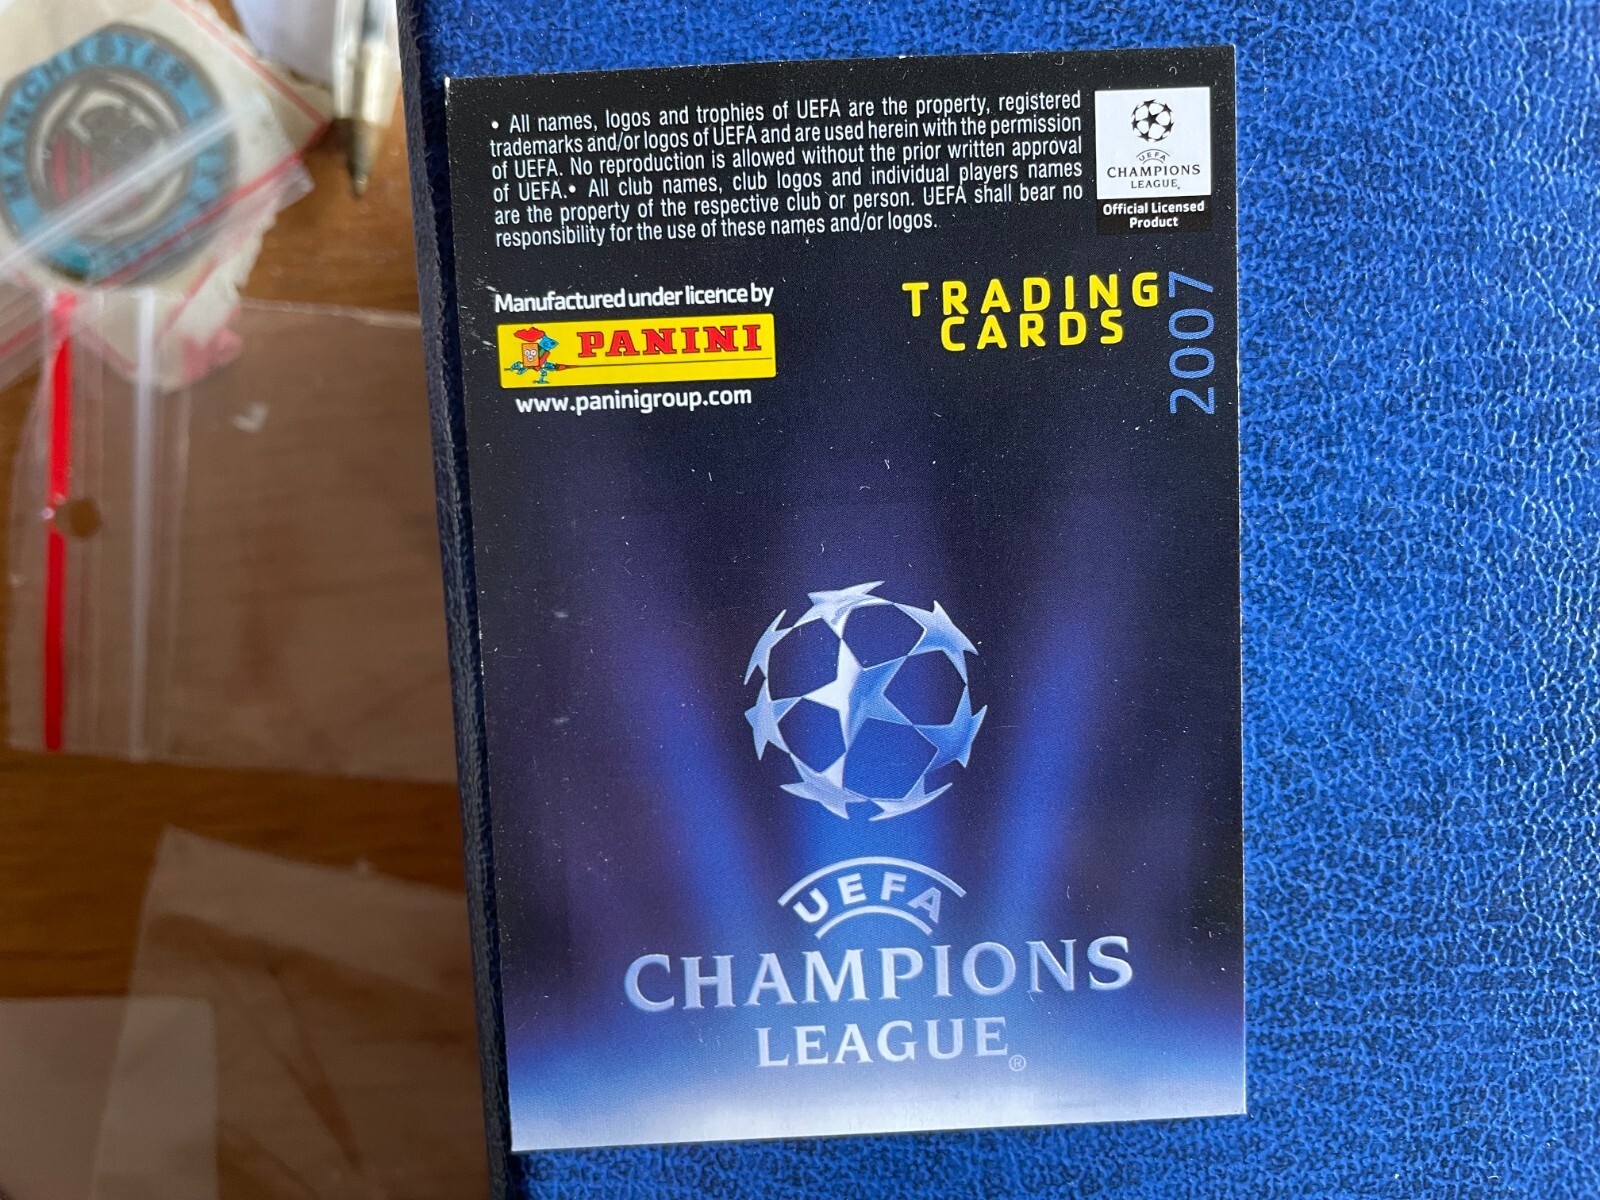 • All names, logos and trophies of UEFA are the property, registered
trademarks and/or logos of UEFA and are used herein with the permission
of UEFA. No reproduction is allowed without the prior written approval
of UEFA.• All club names, club logos and individual players names
are the property of the respective club or person. UEFA shall bear no
responsibility for the use of these names and/or logos.
UEFA
CHAMPIONS
LEAGUE®
Official Licensed
Product
Manufactured under licence by
PANINI
www.paninigroup.com
TRADING
CARDS
2007
UEFA
CHAMPIONS
LEAGUE®
MANCHESTER